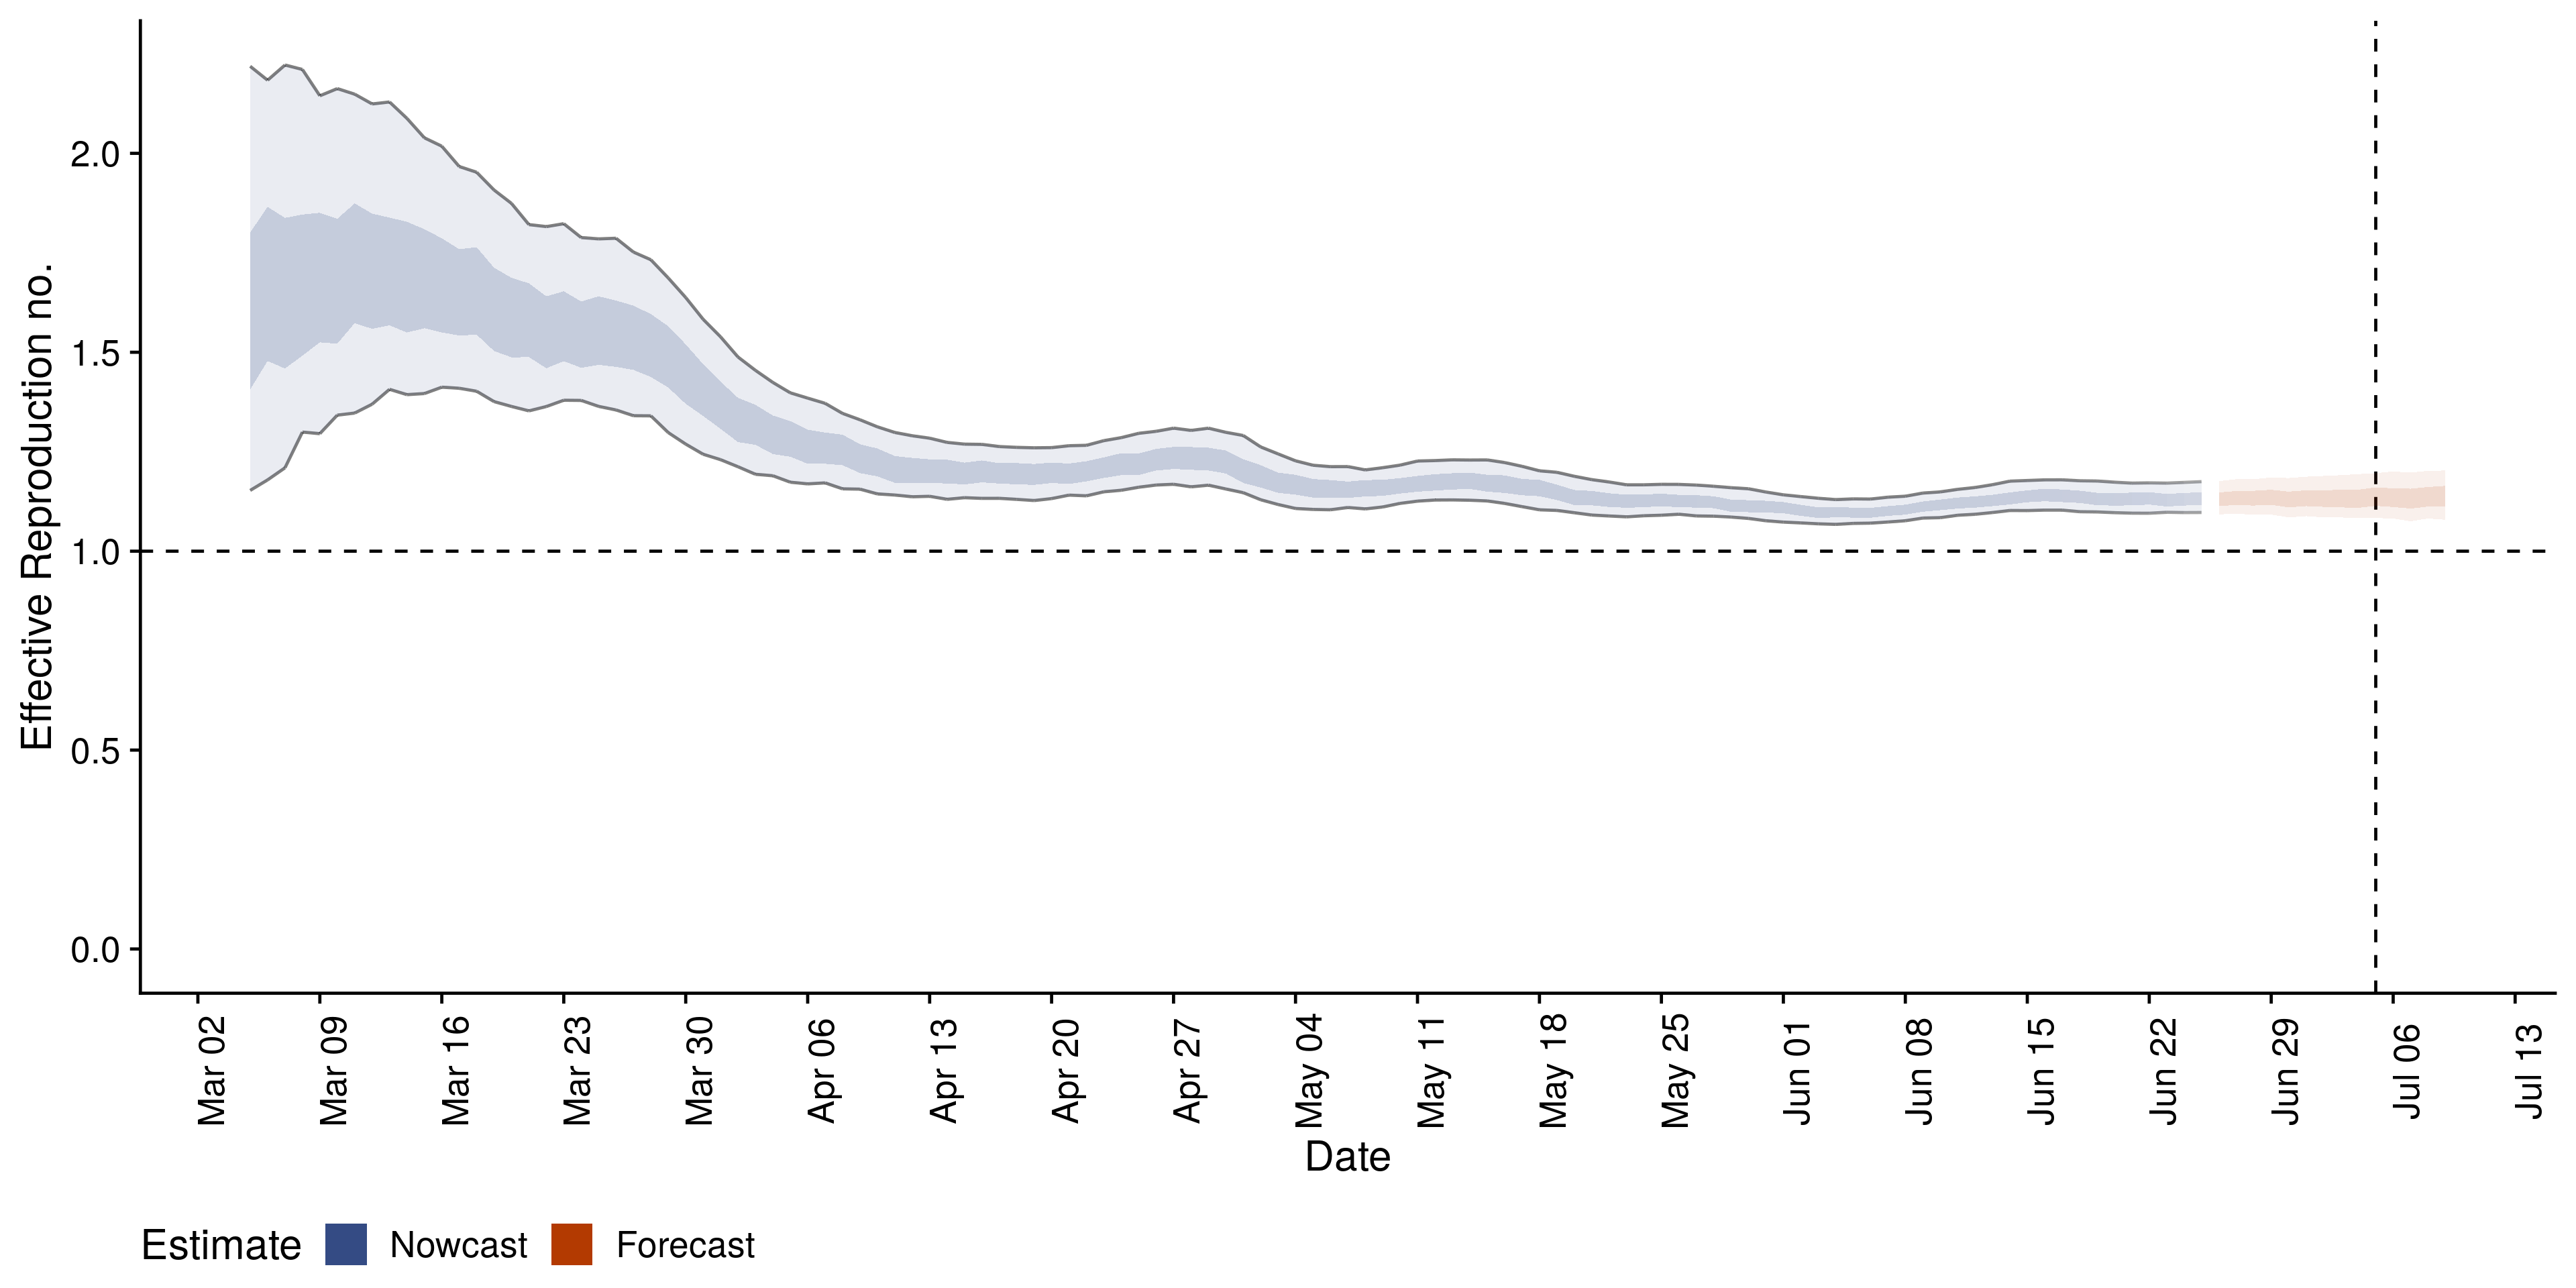 Effective Reproduction no.
2.0
1.5
1.0
0.5
0.0
Mar 02
Mar 09
Mar 16
Mar 23
Mar 30
Apr 06
Apr 13
Apr 20
Apr 27
May 04
May 11
May 18
May 25
Jun 01
Jun 08
Jun 15
Jun 22
Jun 29
Jul 06
Jul 13
Date
Estimate Nowcast Forecast